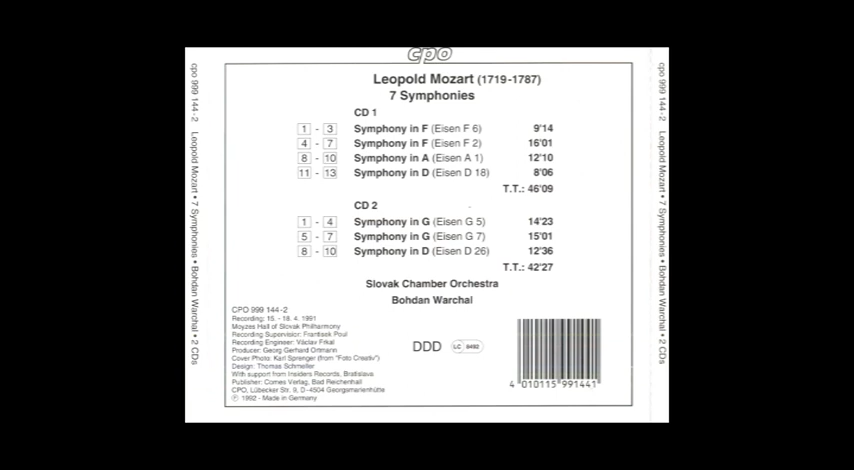 cpo
Leopold Mozart (1719-1787)
7 Symphonies
CD 1
1 - 3 Symphony in F (Eisen F 6) 9'14
4 - 7 Symphony in F (Eisen F 2) 16'01
8 - 10 Symphony in A (Eisen A 1) 12'10
11 - 13 Symphony in D (Eisen D 18) 8'06
T.T.: 46'09
CD 2
1 - 4 Symphony in G (Eisen G 5) 14'23
5 - 7 Symphony in G (Eisen G 7) 15'01
8 - 10 Symphony in D (Eisen D 26) 12'36
T.T.: 42'27
Slovak Chamber Orchestra
Bohdan Warchal
CPO 999 144-2
Recording: 15. - 18. 4. 1991
Moyzes Hall of Slovak Philharmony
Recording Supervision: Frantisek Poul
Recording Engineer: Václav Frkal
Producer: Georg Gerhard Ortmann
Cover Photo: Karl Sprenger (from "Foto Creativ")
Design: Thomas Schmeller
With support from Insiders Records, Bratislava
Publisher: Comes Verlag, Bad Reichenhall
CPO, Lübecker Str. 9, D-4504 Georgsmarienhütte
Ⓟ 1992 - Made in Germany
DDD LC 8492
4 010115 991441
cpo 999 144-2 Leopold Mozart • 7 Symphonies • Bohdan Warchal • 2 CDs
cpo 999 144-2 Leopold Mozart • 7 Symphonies • Bohdan Warchal • 2 CDs